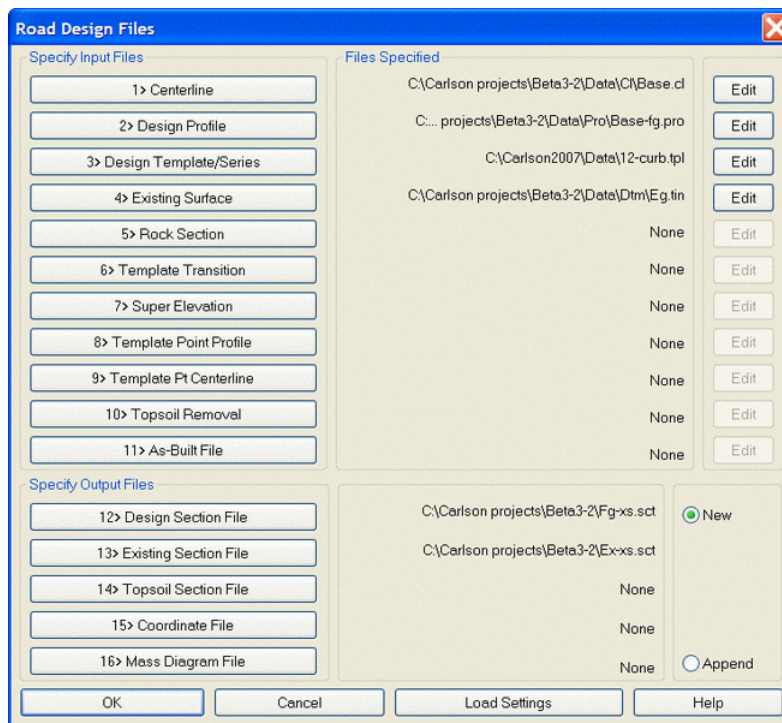 Road Design Files
Specify Input Files Files Specified
1> Centerline C:\Carlson projects\Beta3-2\Data\Cl\Base.cl Edit
2> Design Profile C:... projects\Beta3-2\Data\Pro\Base-fg.pro Edit
3> Design Template/Series C:\Carlson2007\Data\12-curb.tpl Edit
4> Existing Surface C:\Carlson projects\Beta3-2\Data\Dtm\Eg.tin Edit
5> Rock Section None Edit
6> Template Transition None Edit
7> Super Elevation None Edit
8> Template Point Profile None Edit
9> Template Pt Centerline None Edit
10> Topsoil Removal None Edit
11> As-Built File None Edit
Specify Output Files
12> Design Section File C:\Carlson projects\Beta3-2\Fg-xs.sct New
13> Existing Section File C:\Carlson projects\Beta3-2\Ex-xs.sct
14> Topsoil Section File None
15> Coordinate File None
16> Mass Diagram File None Append
OK Cancel Load Settings Help